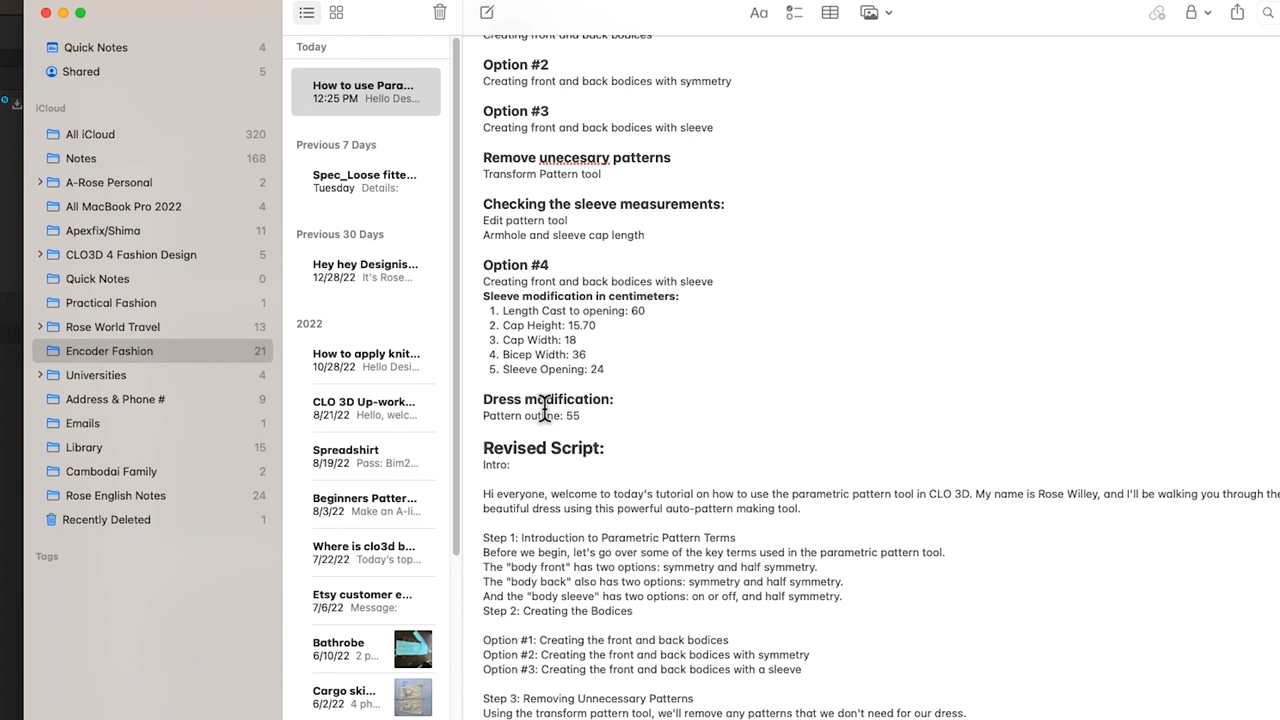 Quick Notes 4
Shared 5
iCloud
All iCloud 320
Notes 168
A-Rose Personal 2
All MacBook Pro 2022 4
Apexfix/Shima 11
CLO3D 4 Fashion Design 5
Quick Notes 0
Practical Fashion 1
Rose World Travel 13
Encoder Fashion 21
Universities 4
Address & Phone # 9
Emails 1
Library 15
Cambodai Family 2
Rose English Notes 24
Recently Deleted 1
Tags
Today
How to use Para...
12:25 PM Hello Des...
Previous 7 Days
Spec_Loose fitte...
Tuesday Details:
Previous 30 Days
Hey hey Designis...
12/28/22 It's Rose...
2022
How to apply knit...
10/28/22 Hello Desi...
CLO 3D Up-work...
8/21/22 Hello, welc...
Spreadshirt
8/19/22 Pass: Bim2...
Beginners Patter...
8/3/22 Make an A-li...
Where is clo3d b...
7/22/22 Today's top...
Etsy customer e...
7/6/22 Message:
Bathrobe
6/10/22 2 p...
Cargo ski...
6/2/22 4 ph...
Aa
Creating front and back bodices
Option #2
Creating front and back bodices with symmetry
Option #3
Creating front and back bodices with sleeve
Remove unecesary patterns
Transform Pattern tool
Checking the sleeve measurements:
Edit pattern tool
Armhole and sleeve cap length
Option #4
Creating front and back bodices with sleeve
Sleeve modification in centimeters:
1. Length Cast to opening: 60
2. Cap Height: 15.70
3. Cap Width: 18
4. Bicep Width: 36
5. Sleeve Opening: 24
Dress modification:
Pattern outline: 55
Revised Script:
Intro:
Hi everyone, welcome to today's tutorial on how to use the parametric pattern tool in CLO 3D. My name is Rose Willey, and I'll be walking you through the
beautiful dress using this powerful auto-pattern making tool.
Step 1: Introduction to Parametric Pattern Terms
Before we begin, let's go over some of the key terms used in the parametric pattern tool.
The "body front" has two options: symmetry and half symmetry.
The "body back" also has two options: symmetry and half symmetry.
And the "body sleeve" has two options: on or off, and half symmetry.
Step 2: Creating the Bodices
Option #1: Creating the front and back bodices
Option #2: Creating the front and back bodices with symmetry
Option #3: Creating the front and back bodices with a sleeve
Step 3: Removing Unnecessary Patterns
Using the transform pattern tool, we'll remove any patterns that we don't need for our dress.